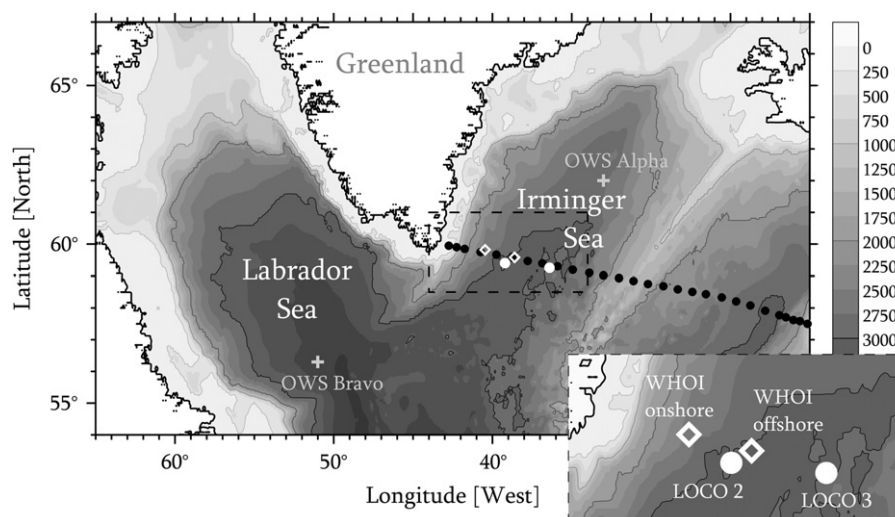 Greenland
65°
OWS Alpha
Irminger
Sea
60°
Labrador
Sea
OWS Bravo
55°
60°
50°
40°
Latitude [North]
Longitude [West]
0
250
500
750
1000
1250
1500
1750
2000
2250
2500
2750
3000
WHOI
onshore
WHOI
offshore
LOCO 2
LOCO 3